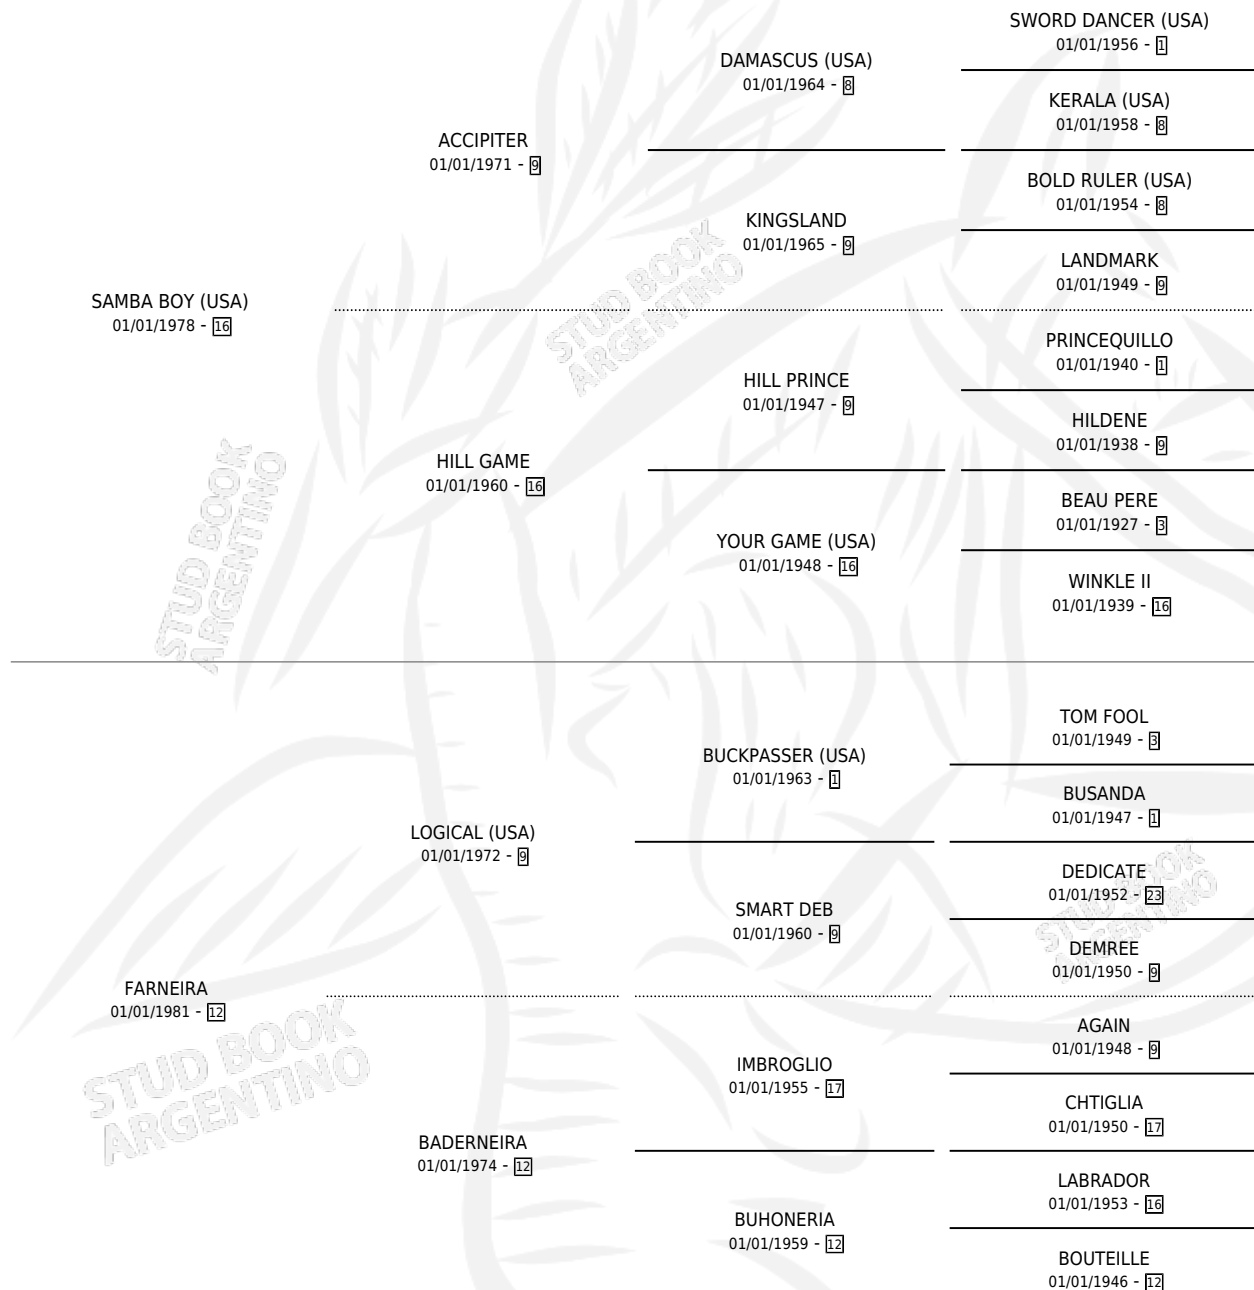 SWORD DANCER (USA)
01/01/1956 - 1
DAMASCUS (USA)
01/01/1964 - 8
KERALA (USA)
01/01/1958 - 8
ACCIPITER
01/01/1971 - 9
BOLD RULER (USA)
01/01/1954 - 8
KINGSLAND
01/01/1965 - 9
LANDMARK
01/01/1949 - 9
SAMBA BOY (USA)
01/01/1978 - 16
PRINCEQUILLO
01/01/1940 - 1
HILL PRINCE
01/01/1947 - 9
HILDENE
01/01/1938 - 9
HILL GAME
01/01/1960 - 16
BEAU PERE
01/01/1927 - 3
YOUR GAME (USA)
01/01/1948 - 16
WINKLE II
01/01/1939 - 16
TOM FOOL
01/01/1949 - 3
BUCKPASSER (USA)
01/01/1963 - 1
BUSANDA
01/01/1947 - 1
LOGICAL (USA)
01/01/1972 - 9
DEDICATE
01/01/1952 - 23
SMART DEB
01/01/1960 - 9
DEMREE
01/01/1950 - 9
FARNEIRA
01/01/1981 - 12
AGAIN
01/01/1948 - 9
IMBROGLIO
01/01/1955 - 17
CHTIGLIA
01/01/1950 - 17
BADERNEIRA
01/01/1974 - 12
LABRADOR
01/01/1953 - 16
BUHONERIA
01/01/1959 - 12
BOUTEILLE
01/01/1946 - 12
STUD BOOK
ARGENTINO
STUD BOOK
ARGENTINO
STUD BOOK
ARGENTINO
STUD BOOK
ARGENTINO